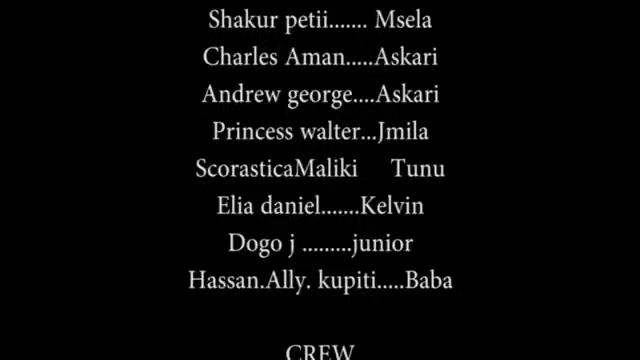 Shakur petii....... Msela
Charles Aman.....Askari
Andrew george....Askari
Princess walter...Jmila
ScorasticaMaliki Tunu
Elia daniel.......Kelvin
Dogo j .........junior
Hassan.Ally. kupiti.....Baba
CREW